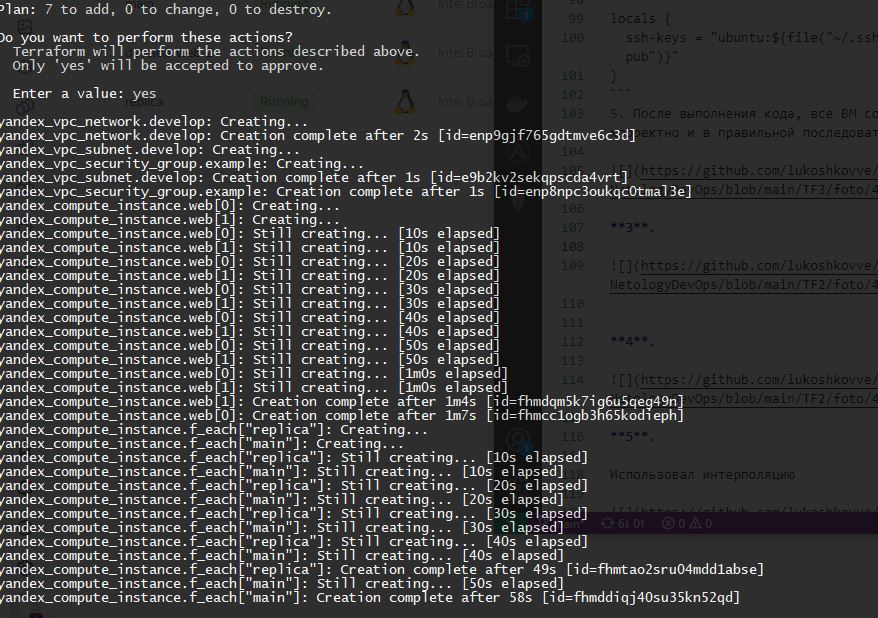 Plan: 7 to add, 0 to change, 0 to destroy.
Do you want to perform these actions?
Terraform will perform the actions described above.
Only 'yes' will be accepted to approve.
Enter a value: yes
yandex_vpc_network.develop: Creating...
yandex_vpc_network.develop: Creation complete after 2s [id=enp9gjf765gdtmve6c3d]
yandex_vpc_subnet.develop: Creating...
yandex_vpc_security_group.example: Creating...
yandex_vpc_subnet.develop: Creation complete after 1s [id=e9b2kv2sekqpscda4vrt]
yandex_vpc_security_group.example: Creation complete after 1s [id=enp8npc3oukqc0tmal3e]
yandex_compute_instance.web[0]: Creating...
yandex_compute_instance.web[1]: Creating...
yandex_compute_instance.web[0]: Still creating... [10s elapsed]
yandex_compute_instance.web[1]: Still creating... [10s elapsed]
yandex_compute_instance.web[0]: Still creating... [20s elapsed]
yandex_compute_instance.web[1]: Still creating... [20s elapsed]
yandex_compute_instance.web[0]: Still creating... [30s elapsed]
yandex_compute_instance.web[1]: Still creating... [30s elapsed]
yandex_compute_instance.web[0]: Still creating... [40s elapsed]
yandex_compute_instance.web[1]: Still creating... [40s elapsed]
yandex_compute_instance.web[0]: Still creating... [50s elapsed]
yandex_compute_instance.web[1]: Still creating... [50s elapsed]
yandex_compute_instance.web[0]: Still creating... [1m0s elapsed]
yandex_compute_instance.web[1]: Still creating... [1m0s elapsed]
yandex_compute_instance.web[1]: Creation complete after 1m4s [id=fhmdqm5k7ig6u5geg49n]
yandex_compute_instance.web[0]: Creation complete after 1m7s [id=fhmmcc1ogb3h65kodieph]
yandex_compute_instance.f_each["replica"]: Creating...
yandex_compute_instance.f_each["main"]: Creating...
yandex_compute_instance.f_each["replica"]: Still creating... [10s elapsed]
yandex_compute_instance.f_each["main"]: Still creating... [10s elapsed]
yandex_compute_instance.f_each["replica"]: Still creating... [20s elapsed]
yandex_compute_instance.f_each["main"]: Still creating... [20s elapsed]
yandex_compute_instance.f_each["replica"]: Still creating... [30s elapsed]
yandex_compute_instance.f_each["main"]: Still creating... [30s elapsed]
yandex_compute_instance.f_each["replica"]: Still creating... [40s elapsed]
yandex_compute_instance.f_each["main"]: Still creating... [40s elapsed]
yandex_compute_instance.f_each["replica"]: Creation complete after 49s [id=fhmtao2sru04mdd1abse]
yandex_compute_instance.f_each["main"]: Still creating... [50s elapsed]
yandex_compute_instance.f_each["main"]: Creation complete after 58s [id=fhmddiqj40su35kn52qd]
Intel Broa
Intel Broa
replica Running Intel Broa
99 locals {
100 ssh-keys = "ubuntu:${file("~/.ssh
pub")}"
101 }
102 ```
103 5. После выполнения кода, все ВМ со
ректно и в правильной последоват
104
![](https://github.com/lukoshkovve/
etDevOps/blob/main/TF3/foto/4
106
107 **3**.
108
109 ![](https://github.com/lukoshkovve/
NetologyDevOps/blob/main/TF2/foto/4
110
111
112 **4**.
113
114 ![](https://github.com/lukoshkovve/
DevOps/blob/main/TF2/foto/4
116 **5**.
118 Использовал интерполяцию
![](https://github.com/lukoshkovve/
6↓ 0↑ 0 0